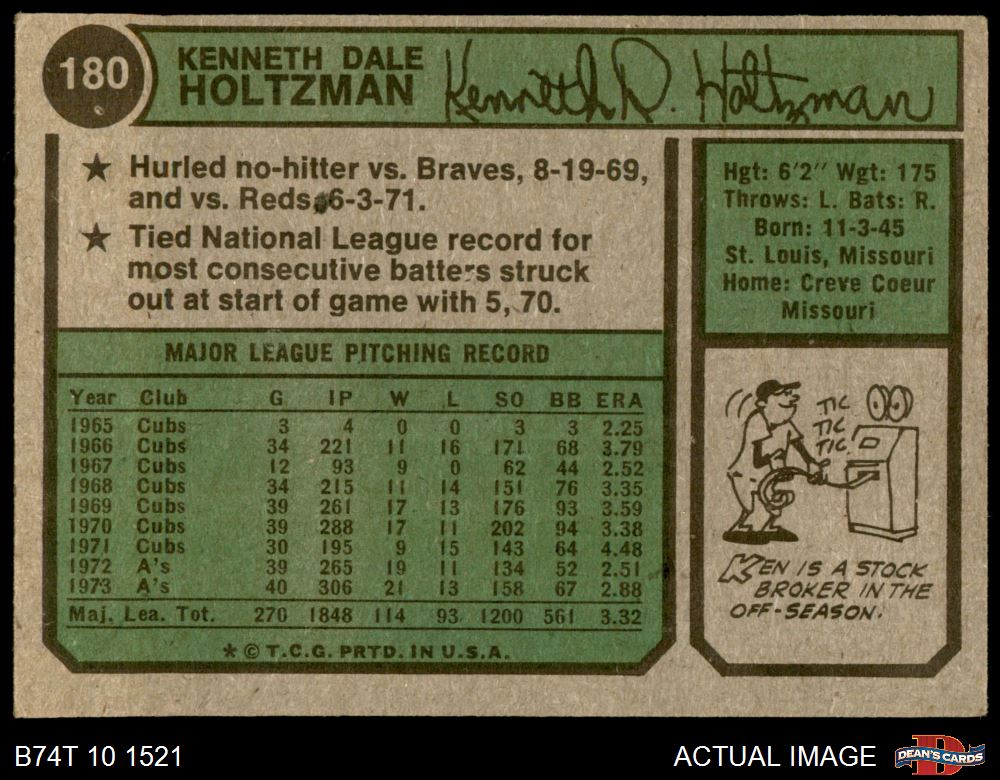 180
KENNETH DALE
HOLTZMAN
Kenneth D. Holtzman
★ Hurled no-hitter vs. Braves, 8-19-69,
and vs. Reds, 6-3-71.
★ Tied National League record for
most consecutive batters struck
out at start of game with 5, 70.
Hgt: 6'2" Wgt: 175
Throws: L. Bats: R.
Born: 11-3-45
St. Louis, Missouri
Home: Creve Coeur
Missouri
MAJOR LEAGUE PITCHING RECORD
Year Club G IP W L SO BB ERA
1965 Cubs 3 4 0 0 3 3 2.25
1966 Cubs 34 221 11 16 171 68 3.79
1967 Cubs 12 93 9 0 62 44 2.52
1968 Cubs 34 215 11 14 151 76 3.35
1969 Cubs 39 261 17 13 176 93 3.59
1970 Cubs 39 288 17 11 202 94 3.38
1971 Cubs 30 195 9 15 143 64 4.48
1972 A's 39 265 19 11 134 52 2.51
1973 A's 40 306 21 13 158 67 2.88
Maj. Lea. Tot. 270 1848 114 93 1200 561 3.32
* © T.C.G. PRTD. IN U.S.A.
TIC
TIC
TIC
KEN IS A STOCK
BROKER IN THE
OFF-SEASON.
B74T 10 1521
ACTUAL IMAGE
DEAN'S CARDS